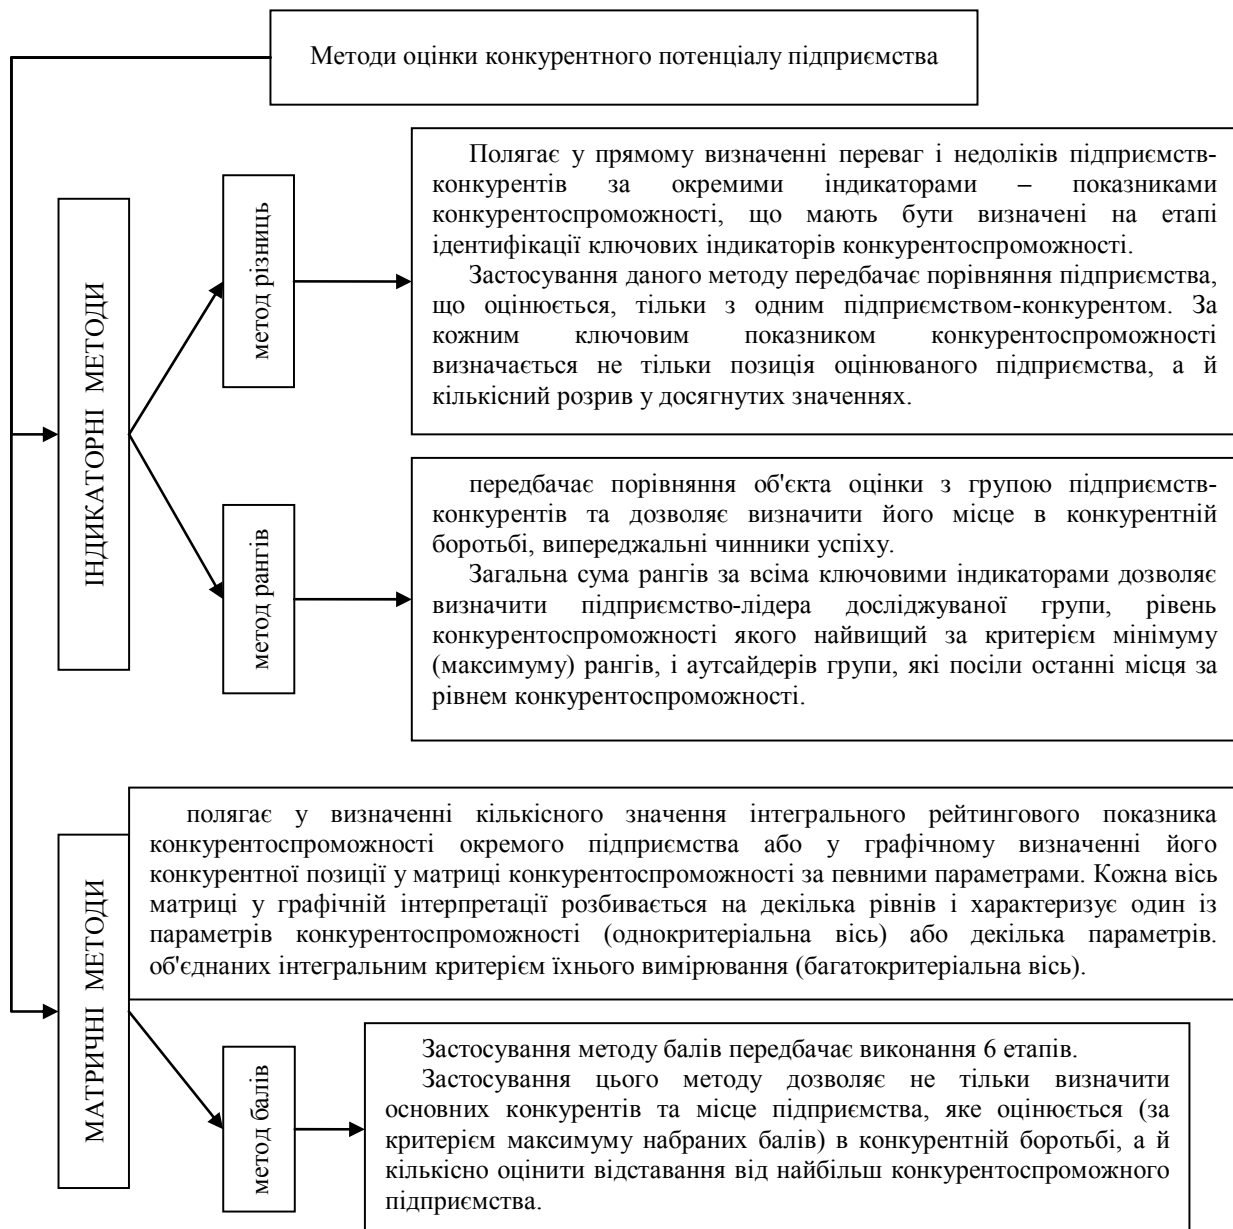 Методи оцінки конкурентного потенціалу підприємства
ІНДИКАТОРНІ МЕТОДИ
метод різниць
Полягає у прямому визначенні переваг і недоліків підприємств-
конкурентів за окремими індикаторами – показниками
конкурентоспроможності, що мають бути визначені на етапі
ідентифікації ключових індикаторів конкурентоспроможності.
Застосування даного методу передбачає порівняння підприємства,
що оцінюється, тільки з одним підприємством-конкурентом. За
кожним ключовим показником конкурентоспроможності
визначається не тільки позиція оцінюваного підприємства, а й
кількісний розрив у досягнутих значеннях.
метод рангів
передбачає порівняння об'єкта оцінки з групою підприємств-
конкурентів та дозволяє визначити його місце в конкурентній
боротьбі, випереджальні чинники успіху.
Загальна сума рангів за всіма ключовими індикаторами дозволяє
визначити підприємство-лідера досліджуваної групи, рівень
конкурентоспроможності якого найвищий за критерієм мінімуму
(максимуму) рангів, і аутсайдерів групи, які посіли останні місця за
рівнем конкурентоспроможності.
МАТРИЧНІ МЕТОДИ
полягає у визначенні кількісного значення інтегрального рейтингового показника
конкурентоспроможності окремого підприємства або у графічному визначенні його
конкурентної позиції у матриці конкурентоспроможності за певними параметрами. Кожна вісь
матриці у графічній інтерпретації розбивається на декілька рівнів і характеризує один із
параметрів конкурентоспроможності (однокритеріальна вісь) або декілька параметрів.
об'єднаних інтегральним критерієм їхнього вимірювання (багатокритеріальна вісь).
метод балів
Застосування методу балів передбачає виконання 6 етапів.
Застосування цього методу дозволяє не тільки визначити
основних конкурентів та місце підприємства, яке оцінюється (за
критерієм максимуму набраних балів) в конкурентній боротьбі, а й
кількісно оцінити відставання від найбільш конкурентоспроможного
підприємства.